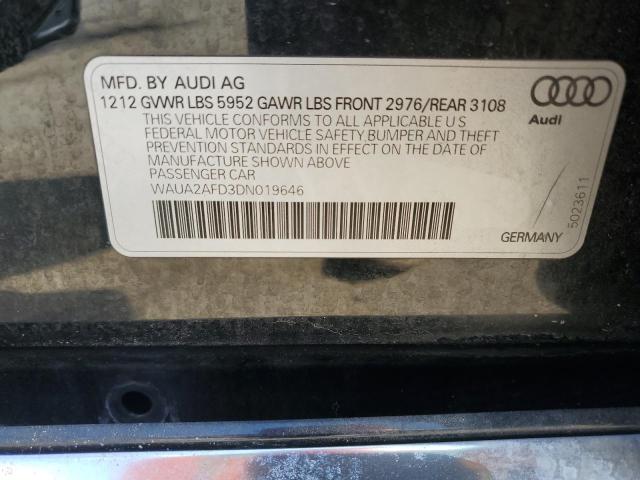 MFD. BY AUDI AG
1212 GVWR LBS 5952 GAWR LBS FRONT 2976/REAR 3108
THIS VEHICLE CONFORMS TO ALL APPLICABLE U S
FEDERAL MOTOR VEHICLE SAFETY, BUMPER AND THEFT
PREVENTION STANDARDS IN EFFECT ON THE DATE OF
MANUFACTURE SHOWN ABOVE
PASSENGER CAR
WAUA2AFD3DN019646
Audi
GERMANY
5023611